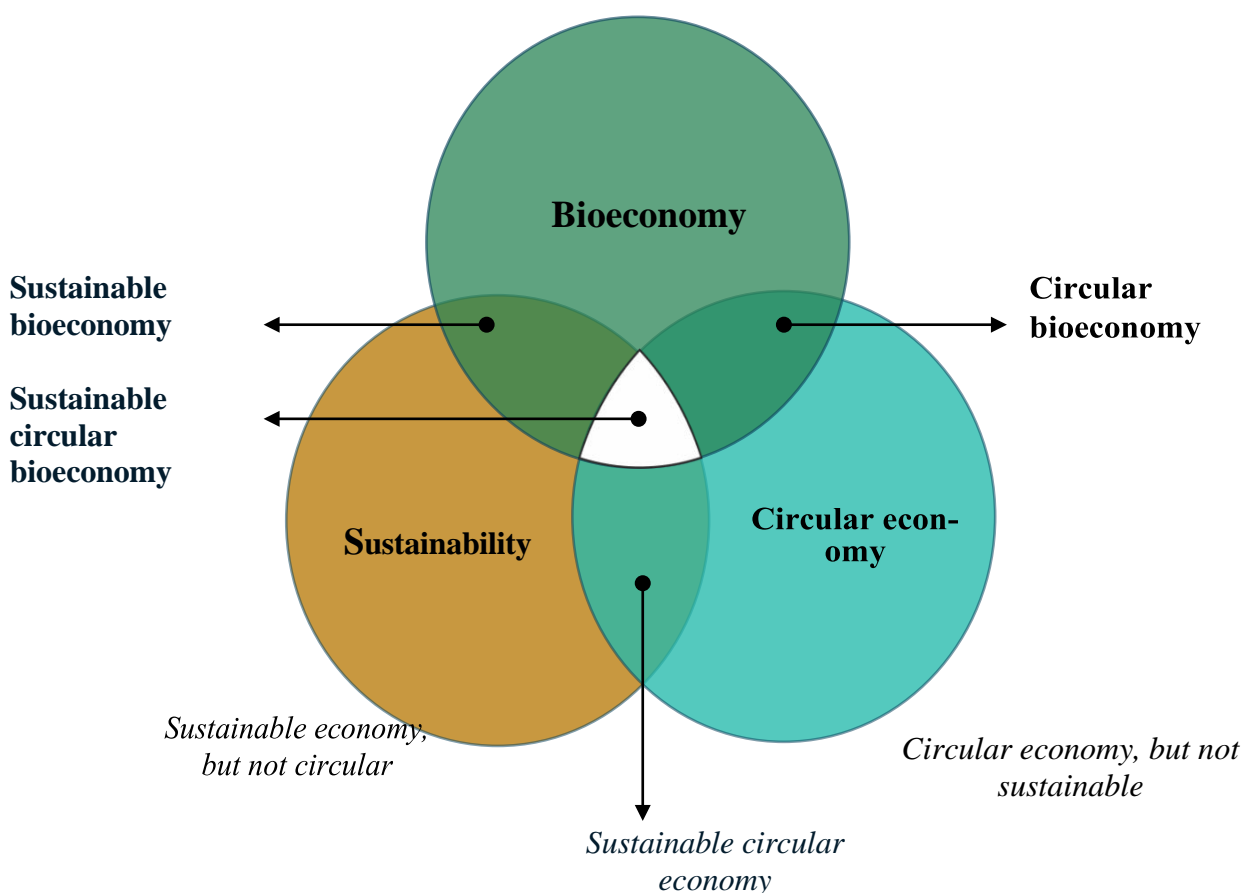 Bioeconomy
Sustainable
bioeconomy
Circular
bioeconomy
Sustainable
circular
bioeconomy
Sustainability
Circular econ-
omy
Sustainable economy,
but not circular
Circular economy, but not
sustainable
Sustainable circular
economy